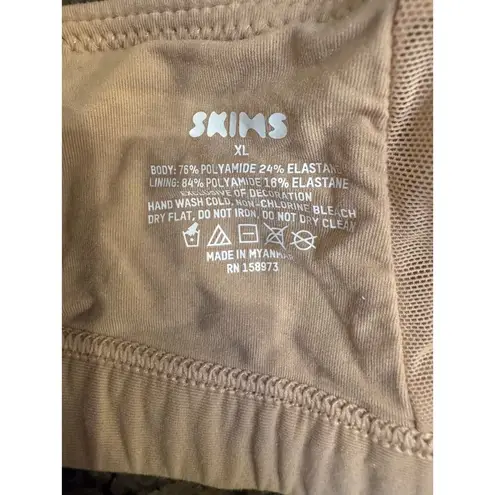 SKIMS
XL
BODY: 76% POLYAMIDE 24% ELASTANE
LINING: 84% POLYAMIDE 16% ELASTANE
EXCLUSIVE OF DECORATION
HAND WASH COLD, NON-CHLORINE BLEACH
DRY FLAT, DO NOT IRON, DO NOT DRY CLEAN
MADE IN MYANMAR
RN 158973